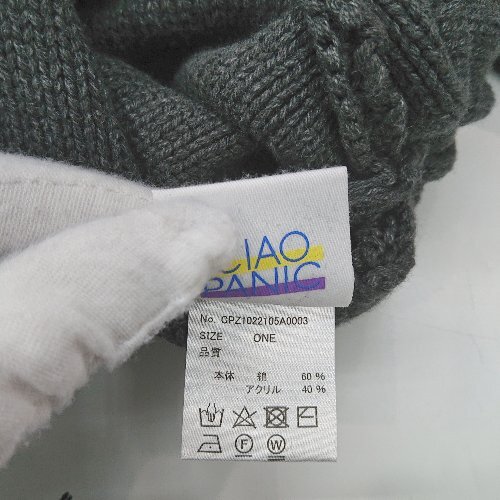 CIAO
PANIC
No. CPZ1022105A0003
SIZE ONE
品質
本体 綿 60 %
アクリル 40 %
F W